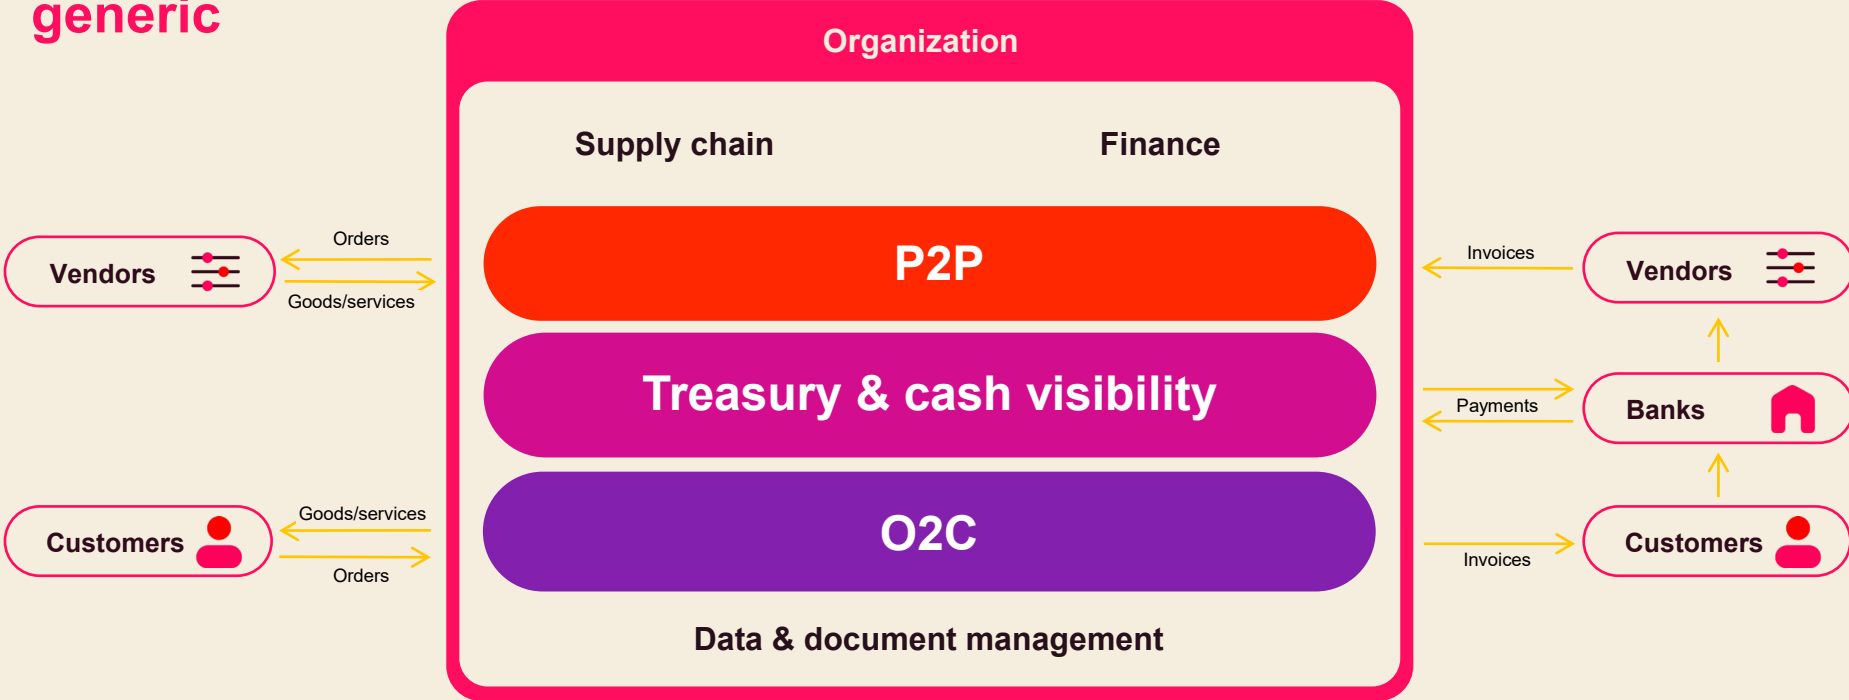 generic
Organization
Supply chain
Finance
Orders
Vendors
Goods/services
P2P
Invoices
Vendors
Treasury & cash visibility
Payments
Banks
Goods/services
Customers
Orders
O2C
Invoices
Customers
Data & document management